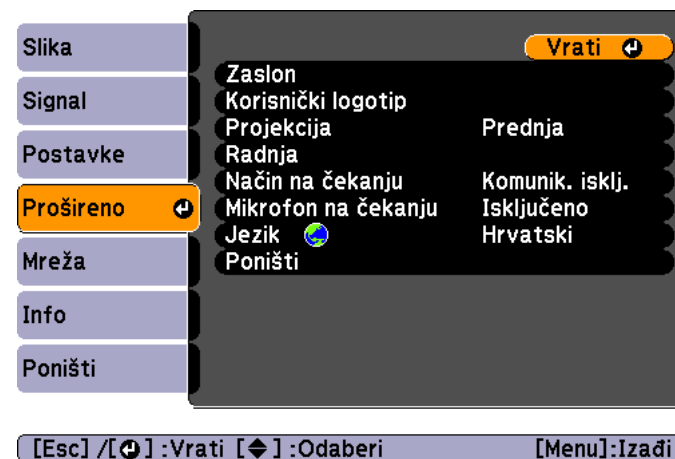 Slika
Signal
Postavke
Prošireno
Mreža
Info
Poništi
Vrati
Zaslon
Korisnički logotip
Projekcija Prednja
Radnja
Način na čekanju Komunik. isklj.
Mikrofon na čekanju Isključeno
Jezik Hrvatski
Poništi
[Esc] /[ ] :Vrati [ ] :Odaberi [Menu]:Izađi